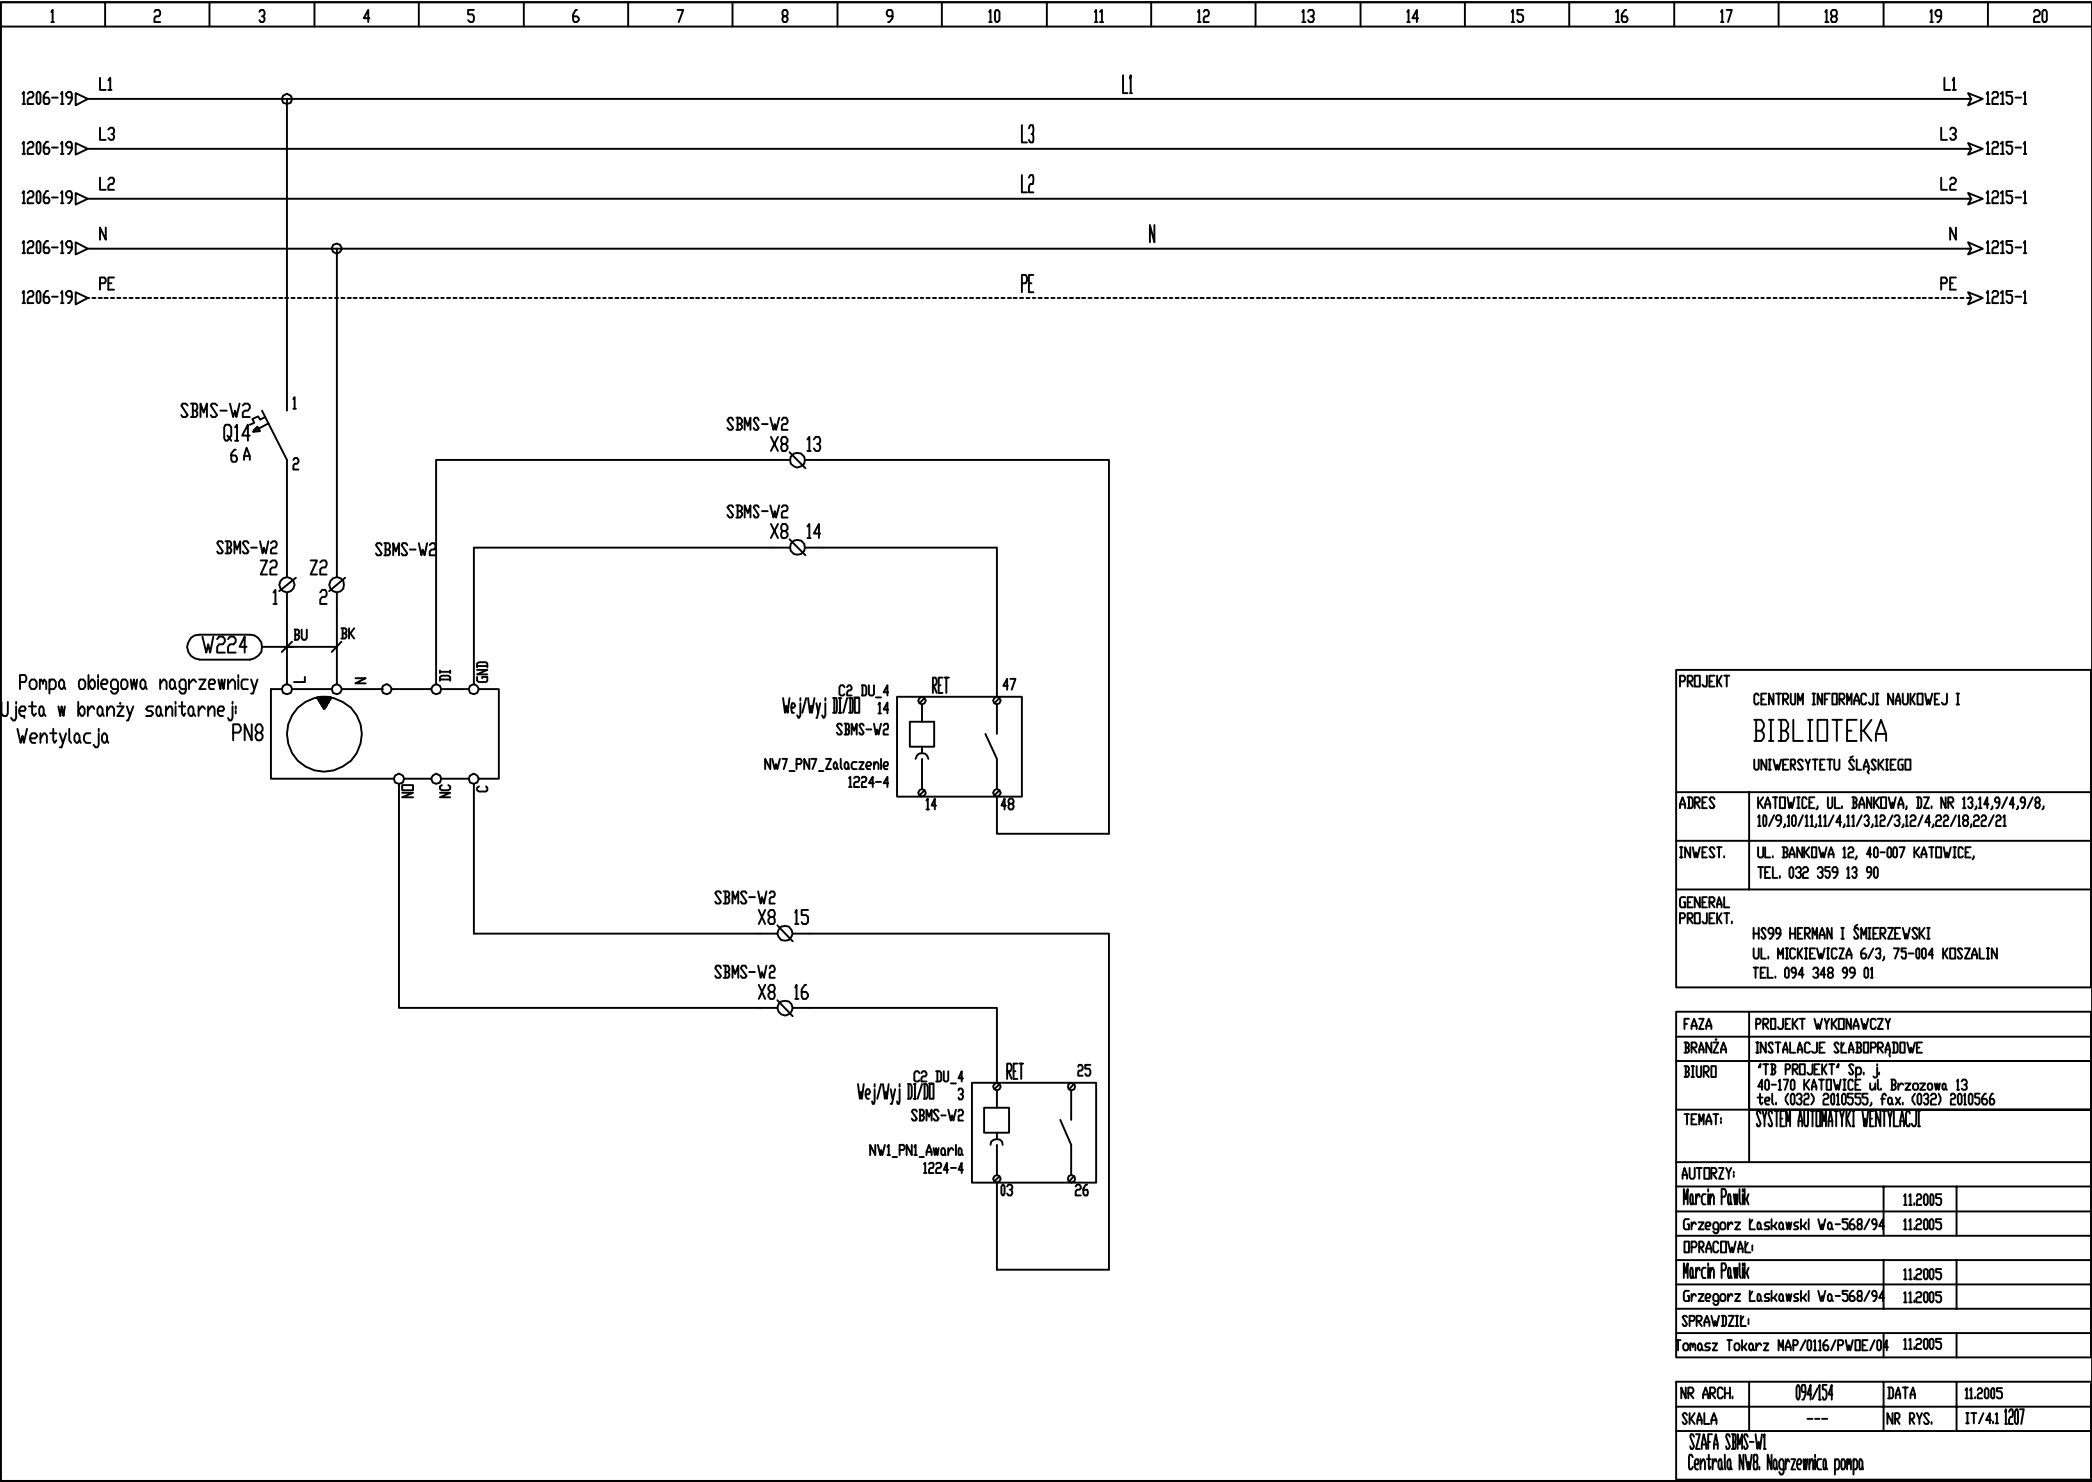 1 2 3 4 5 6 7 8 9 10 11 12 13 14 15 16 17 18 19 20
1206-19 L1 L1 L1 1215-1
1206-19 L3 L3 L3 1215-1
1206-19 L2 L2 L2 1215-1
1206-19 N N N 1215-1
1206-19 PE PE PE 1215-1
SBMS-W2 1
Q14
6 A
2
SBMS-W2
X8 13
SBMS-W2
X8 14
SBMS-W2 SBMS-W2
Z2 Z2
1 2
BU BK
W224
L N DI GND
Pompa obiegowa nagrzewnicy
Ujęta w branży sanitarnej:
Wentylacja
PN8
NO NC C
C2_DU_4 RET 47
Wej/Wyj DI/DO 14
SBMS-W2
NW7_PN7_Zalaczenie
1224-4
14 48
SBMS-W2
X8 15
SBMS-W2
X8 16
C2_DU_4 RET 25
Wej/Wyj DI/DO 3
SBMS-W2
NW1_PN1_Awaria
1224-4
03 26
PROJEKT
CENTRUM INFORMACJI NAUKOWEJ I
BIBLIOTEKA
UNIWERSYTETU ŚLĄSKIEGO
ADRES KATOWICE, UL. BANKOWA, DZ. NR 13,14,9/4,9/8,
10/9,10/11,11/4,11/3,12/3,12/4,22/18,22/21
INWEST. UL. BANKOWA 12, 40-007 KATOWICE,
TEL. 032 359 13 90
GENERAL
PROJEKT.
HS99 HERMAN I ŚMIERZEWSKI
UL. MICKIEWICZA 6/3, 75-004 KOSZALIN
TEL. 094 348 99 01
FAZA PROJEKT WYKONAWCZY
BRANŻA INSTALACJE SŁABOPRĄDOWE
BIURO "TB PROJEKT" Sp. j.
40-170 KATOWICE ul. Brzozowa 13
tel. (032) 2010555, fax. (032) 2010566
TEMAT: SYSTEM AUTOMATYKI WENTYLACJI
AUTORZY:
Marcin Pawlik 11.2005
Grzegorz Łaskawski Wa-568/94 11.2005
OPRACOWAŁ:
Marcin Pawlik 11.2005
Grzegorz Łaskawski Wa-568/94 11.2005
SPRAWDZIŁ:
Tomasz Tokarz MAP/0116/PWOE/04 11.2005
NR ARCH. 094/154 DATA 11.2005
SKALA --- NR RYS. IT/4.1 1207
SZAFA SBMS-W1
Centrala NW8. Nagrzewnica pompa